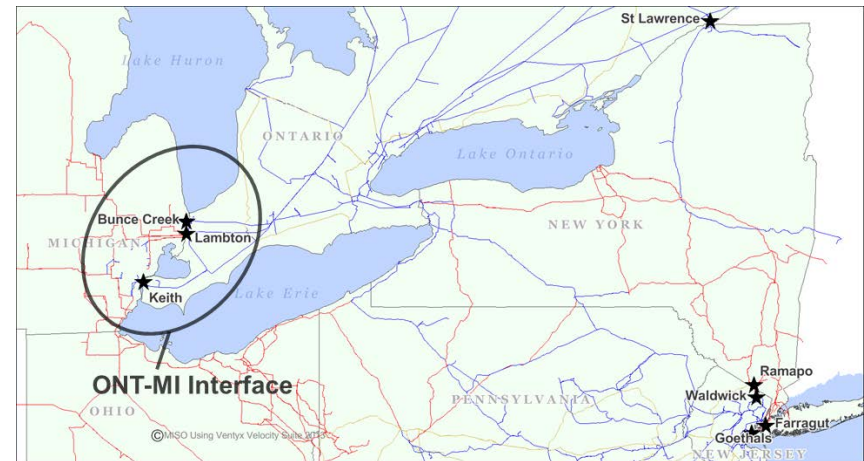 St Lawrence
Lake Huron
ONTARIO
Lake Ontario
Bunce Creek
Lambton
MICHIGAN
NEW YORK
Keith
Lake Erie
ONT-MI Interface
Ramapo
Waldwick
PENNSYLVANIA
OHIO
Farragut
©MISO Using Ventyx Velocity Suite 2013
Goethals
NEW JERSEY